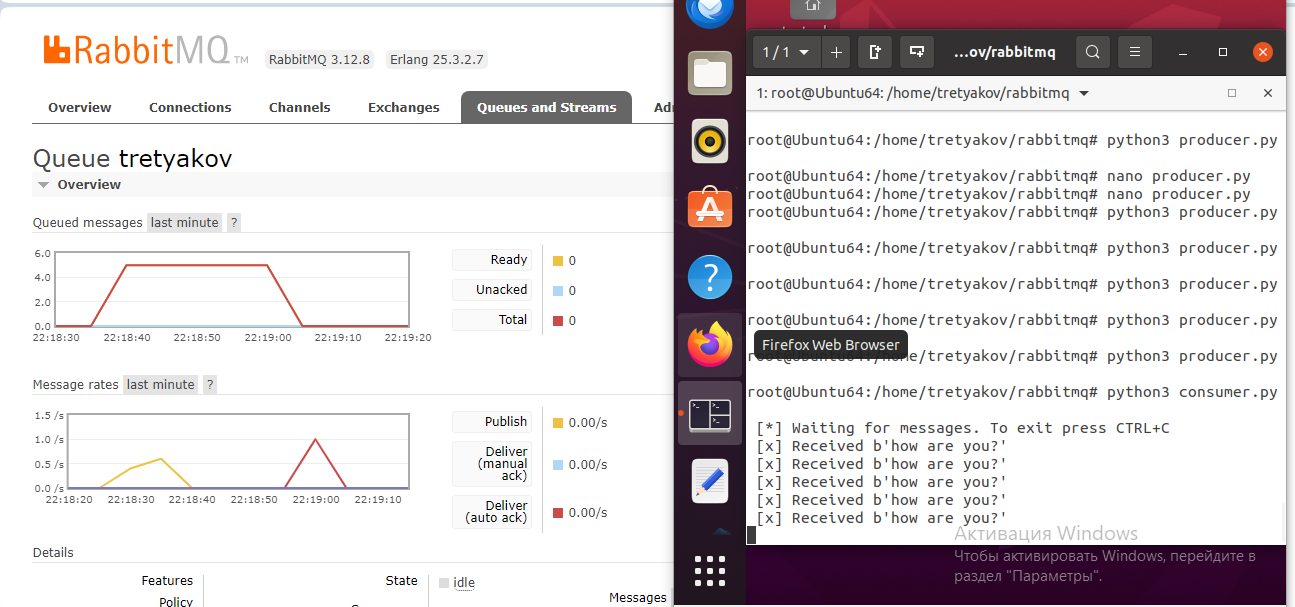 RabbitMQ TM RabbitMQ 3.12.8 Erlang 25.3.2.7
Overview Connections Channels Exchanges Queues and Streams
Queue tretyakov
Overview
Queued messages last minute ?
6.0
4.0
2.0
0.0
22:18:30 22:18:40 22:18:50 22:19:00 22:19:10 22:19:20
Ready 0
Unacked 0
Total 0
Message rates last minute ?
1.5 /s
1.0 /s
0.5 /s
0.0 /s
22:18:20 22:18:30 22:18:40 22:18:50 22:19:00 22:19:10
Publish 0.00/s
Deliver
(manual
ack)
0.00/s
Deliver
(auto ack)
0.00/s
Details
Features State idle
Policy
Messages
1 / 1 ...ov/rabbitmq
1: root@Ubuntu64: /home/tretyakov/rabbitmq
root@Ubuntu64:/home/tretyakov/rabbitmq# python3 producer.py
root@Ubuntu64:/home/tretyakov/rabbitmq# nano producer.py
root@Ubuntu64:/home/tretyakov/rabbitmq# nano producer.py
root@Ubuntu64:/home/tretyakov/rabbitmq# python3 producer.py
root@Ubuntu64:/home/tretyakov/rabbitmq# python3 producer.py
root@Ubuntu64:/home/tretyakov/rabbitmq# python3 producer.py
root@Ubuntu64:/home/tretyakov/rabbitmq# python3 producer.py
Firefox Web Browser
root@Ubuntu64:/home/tretyakov/rabbitmq# python3 producer.py
root@Ubuntu64:/home/tretyakov/rabbitmq# python3 consumer.py
[*] Waiting for messages. To exit press CTRL+C
[x] Received b'how are you?'
[x] Received b'how are you?'
[x] Received b'how are you?'
[x] Received b'how are you?'
[x] Received b'how are you?'
Активация Windows
Чтобы активировать Windows, перейдите в
раздел "Параметры".